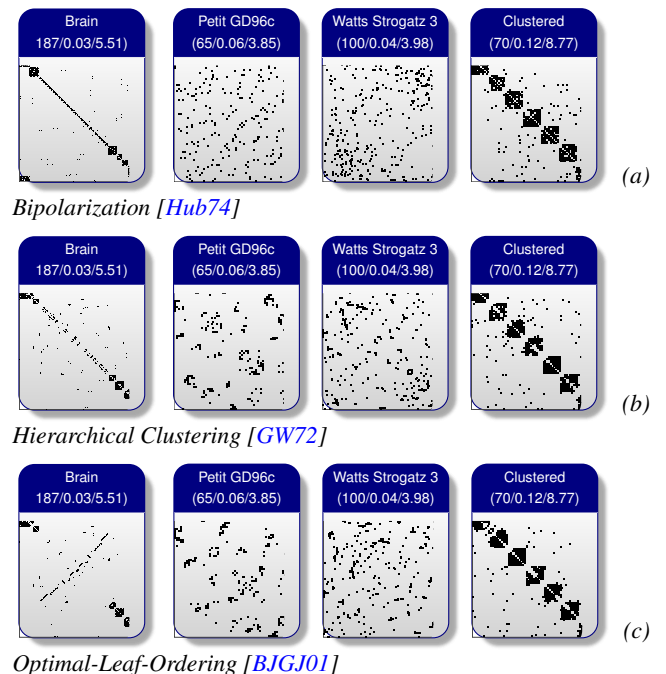 Brain
187/0.03/5.51)
Petit GD96c
(65/0.06/3.85)
Watts Strogatz 3
(100/0.04/3.98)
Clustered
(70/0.12/8.77)
(a)
Bipolarization [Hub74]
Brain
187/0.03/5.51)
Petit GD96c
(65/0.06/3.85)
Watts Strogatz 3
(100/0.04/3.98)
Clustered
(70/0.12/8.77)
(b)
Hierarchical Clustering [GW72]
Brain
187/0.03/5.51)
Petit GD96c
(65/0.06/3.85)
Watts Strogatz 3
(100/0.04/3.98)
Clustered
(70/0.12/8.77)
(c)
Optimal-Leaf-Ordering [BJGJ01]